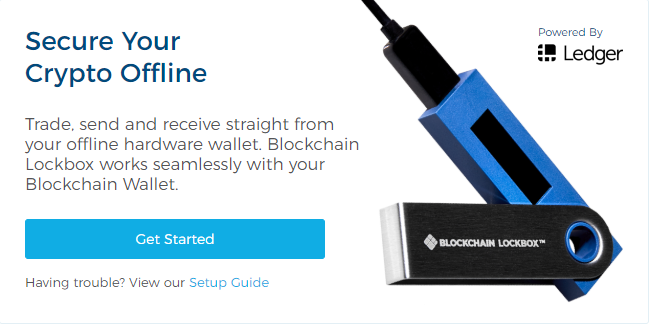 Secure Your
Crypto Offline
Powered By
Ledger
Trade, send and receive straight from
your offline hardware wallet. Blockchain
Lockbox works seamlessly with your
Blockchain Wallet.
Get Started
Having trouble? View our Setup Guide
BLOCKCHAIN LOCKBOX™